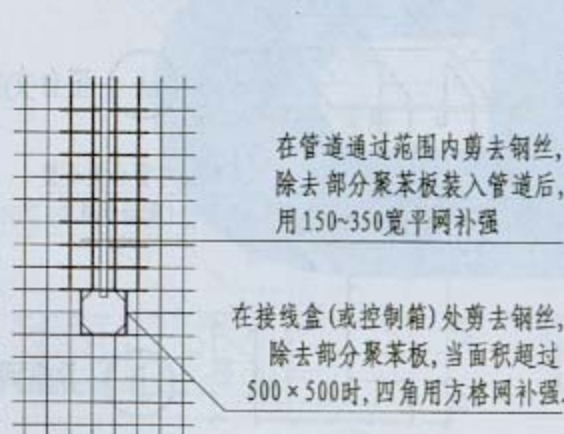 在管道通过范围内剪去钢丝,
除去部分聚苯板装入管道后,
用150~350宽平网补强
在接线盒(或控制箱)处剪去钢丝,
除去部分聚苯板,当面积超过
500×500时,四角用方格网补强.